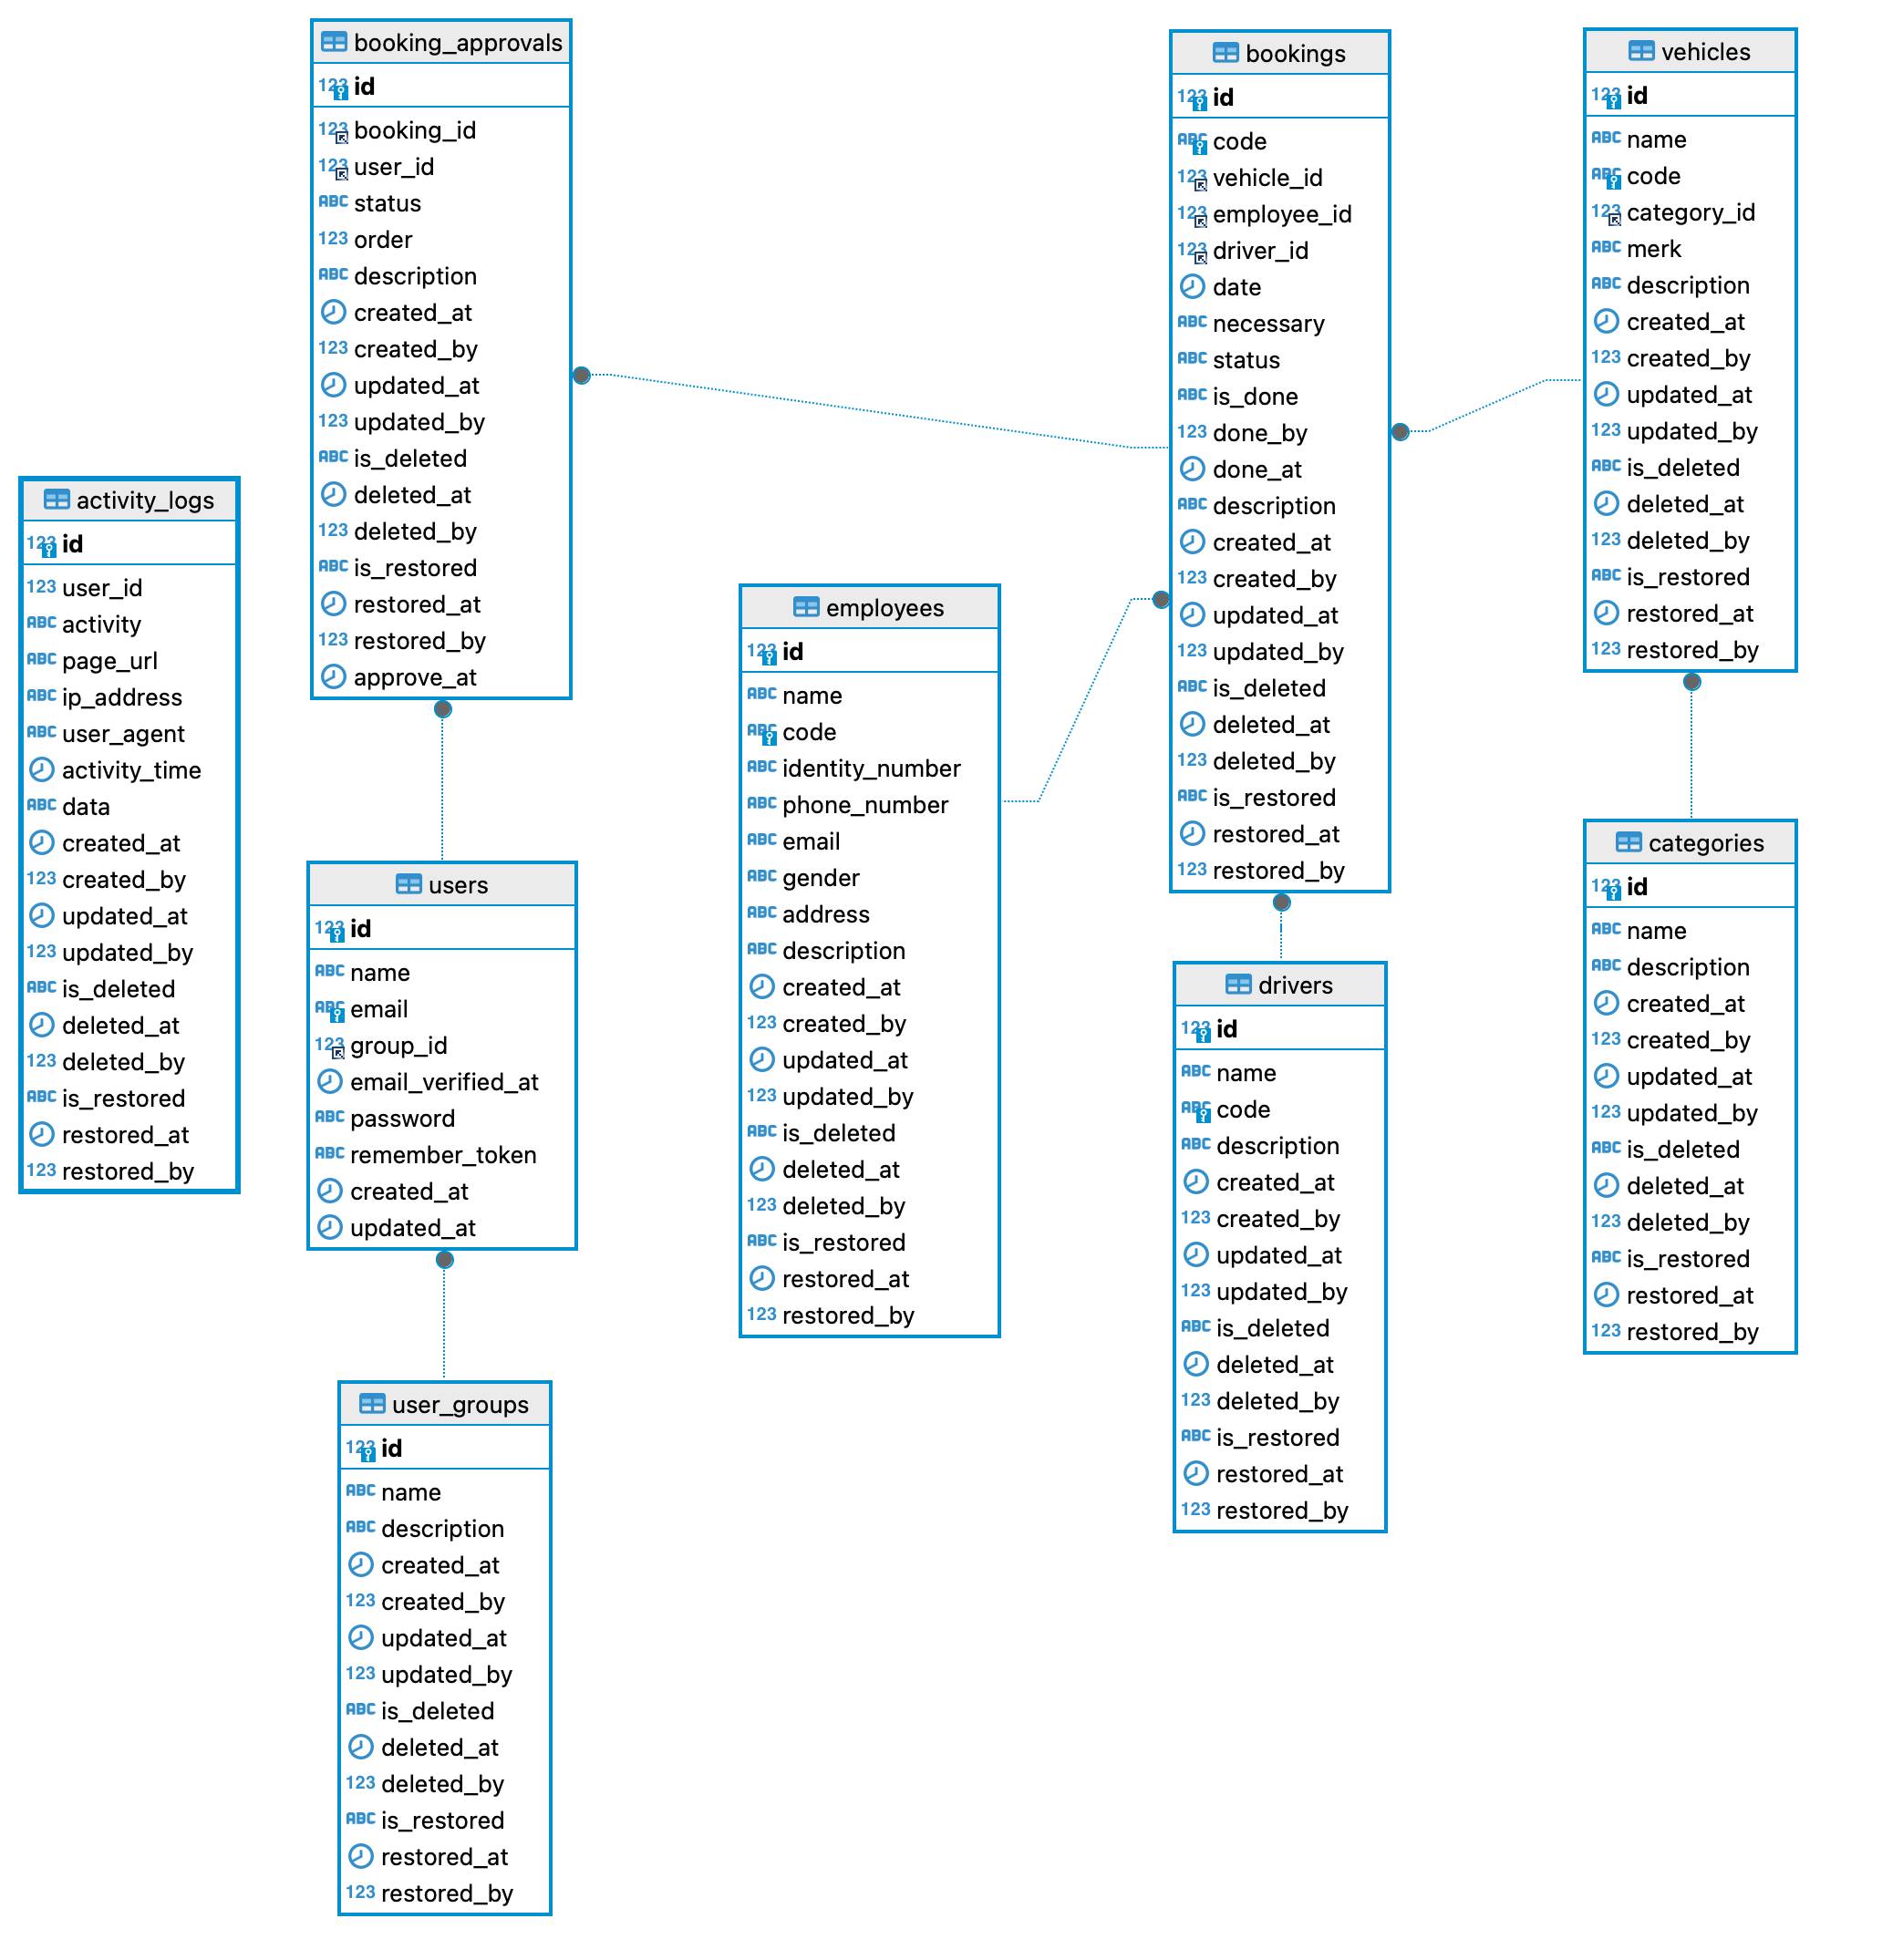 booking_approvals
123 id
123 booking_id
123 user_id
ABC status
123 order
ABC description
created_at
123 created_by
updated_at
123 updated_by
ABC is_deleted
deleted_at
123 deleted_by
ABC is_restored
restored_at
123 restored_by
approve_at
bookings
123 id
ABC code
123 vehicle_id
123 employee_id
123 driver_id
date
ABC necessary
ABC status
ABC is_done
123 done_by
done_at
ABC description
created_at
123 created_by
updated_at
123 updated_by
ABC is_deleted
deleted_at
123 deleted_by
ABC is_restored
restored_at
123 restored_by
vehicles
123 id
ABC name
ABC code
123 category_id
ABC merk
ABC description
created_at
123 created_by
updated_at
123 updated_by
ABC is_deleted
deleted_at
123 deleted_by
ABC is_restored
restored_at
123 restored_by
activity_logs
123 id
123 user_id
ABC activity
ABC page_url
ABC ip_address
ABC user_agent
activity_time
ABC data
created_at
123 created_by
updated_at
123 updated_by
ABC is_deleted
deleted_at
123 deleted_by
ABC is_restored
restored_at
123 restored_by
employees
123 id
ABC name
ABC code
ABC identity_number
ABC phone_number
ABC email
ABC gender
ABC address
ABC description
created_at
123 created_by
updated_at
123 updated_by
ABC is_deleted
deleted_at
123 deleted_by
ABC is_restored
restored_at
123 restored_by
users
123 id
ABC name
ABC email
123 group_id
email_verified_at
ABC password
ABC remember_token
created_at
updated_at
drivers
123 id
ABC name
ABC code
ABC description
created_at
123 created_by
updated_at
123 updated_by
ABC is_deleted
deleted_at
123 deleted_by
ABC is_restored
restored_at
123 restored_by
categories
123 id
ABC name
ABC description
created_at
123 created_by
updated_at
123 updated_by
ABC is_deleted
deleted_at
123 deleted_by
ABC is_restored
restored_at
123 restored_by
user_groups
123 id
ABC name
ABC description
created_at
123 created_by
updated_at
123 updated_by
ABC is_deleted
deleted_at
123 deleted_by
ABC is_restored
restored_at
123 restored_by